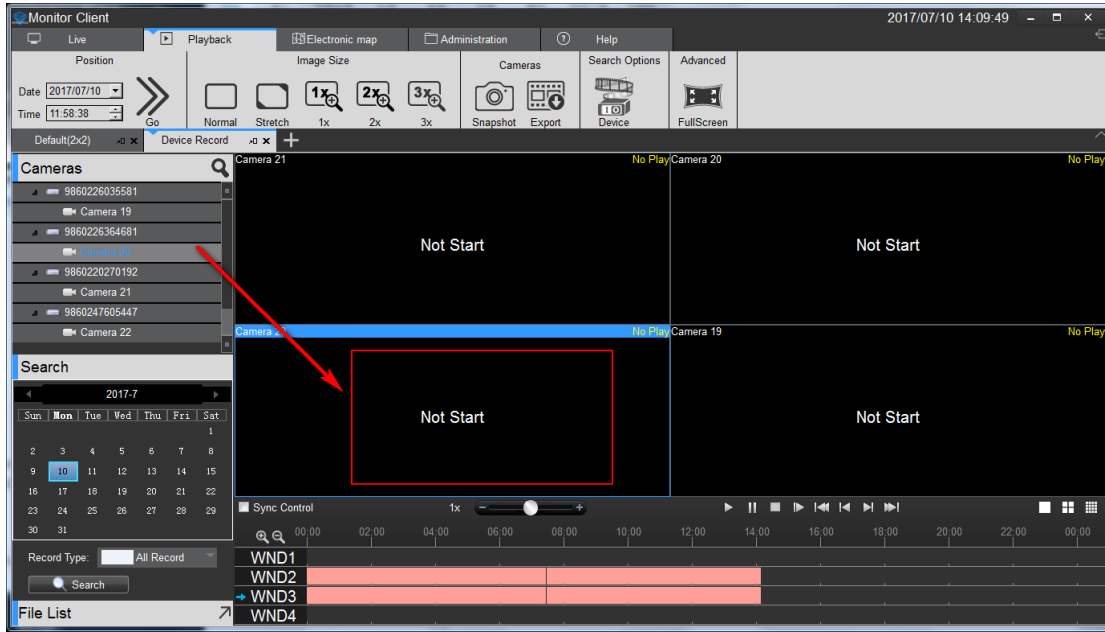 Monitor Client 2017/07/10 14:09:49
Live Playback Electronic map Administration Help
Position Image Size Cameras Search Options Advanced
Date 2017/07/10
Time 11:58:38
Go Normal Stretch 1x 2x 3x Snapshot Export Device FullScreen
Default(2x2) Device Record
Cameras
9860226035581
Camera 19
9860226364681
Camera 20
9860220270192
Camera 21
9860247605447
Camera 22
Search
2017-7
Sun Mon Tue Wed Thu Fri Sat
1
2 3 4 5 6 7 8
9 10 11 12 13 14 15
16 17 18 19 20 21 22
23 24 25 26 27 28 29
30 31
Record Type: All Record
Search
File List
Camera 21 No Play
Not Start
Camera 20 No Play
Not Start
Camera No Play
Not Start
Camera 19 No Play
Not Start
Sync Control 1x
00:00 02:00 04:00 06:00 08:00 10:00 12:00 14:00 16:00 18:00 20:00 22:00 00:00
WND1
WND2
WND3
WND4